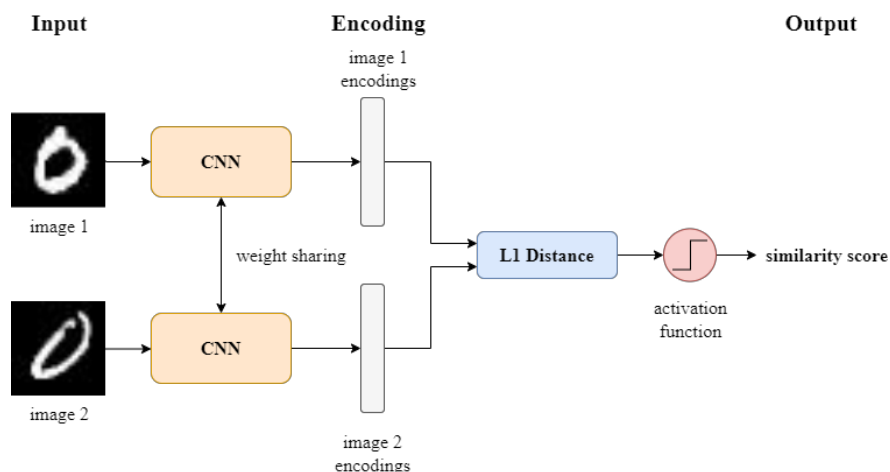 Input
Encoding
Output
image 1
encodings
CNN
image 1
weight sharing
L1 Distance
similarity score
activation
function
CNN
image 2
image 2
encodings